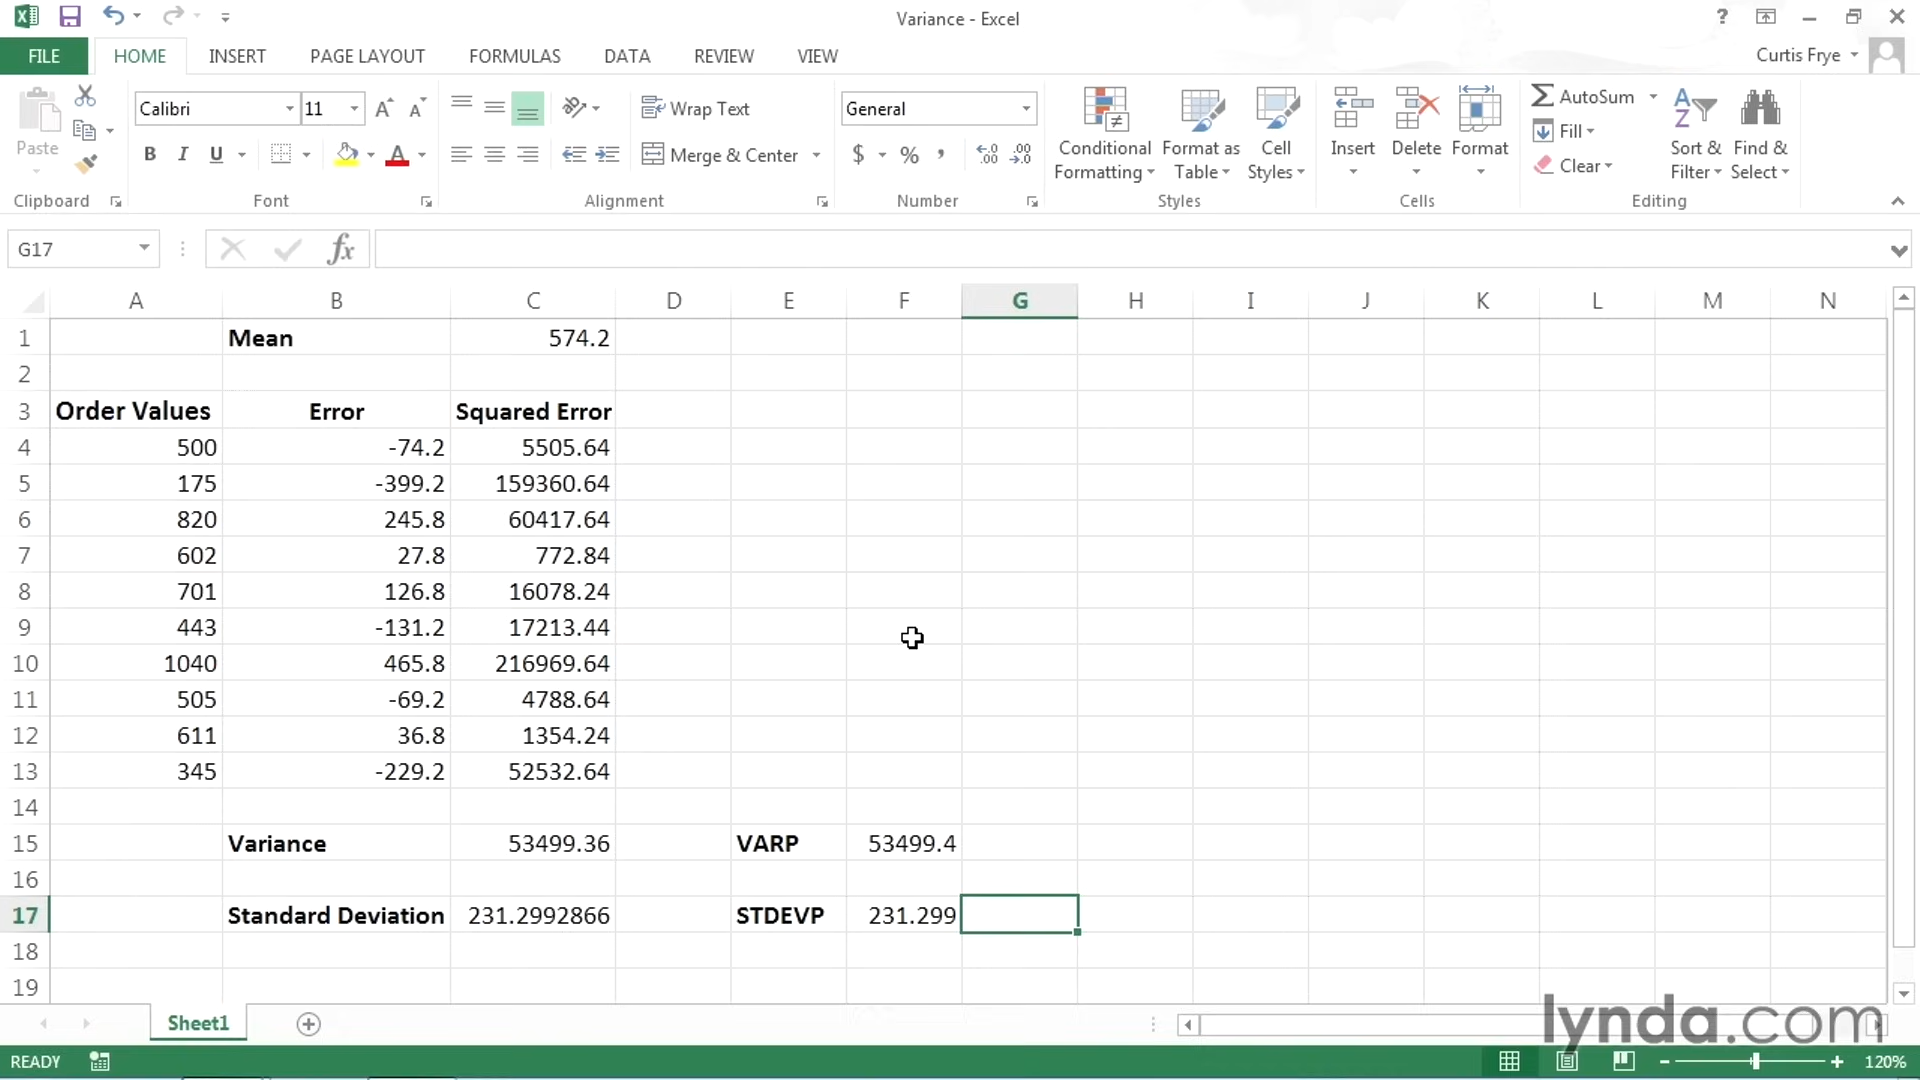 Variance - Excel
?
FILE HOME INSERT PAGE LAYOUT FORMULAS DATA REVIEW VIEW
Curtis Frye
Paste
Calibri 11
B I U
Wrap Text
Merge & Center
General
$ % ,
Conditional Formatting
Format as Table
Cell Styles
Insert
Delete
Format
AutoSum
Fill
Clear
Sort & Filter
Find & Select
Clipboard Font Alignment Number Styles Cells Editing
G17 fx
A B C D E F G H I J K L M N
1 Mean 574.2
2
3 Order Values Error Squared Error
4 500 -74.2 5505.64
5 175 -399.2 159360.64
6 820 245.8 60417.64
7 602 27.8 772.84
8 701 126.8 16078.24
9 443 -131.2 17213.44
10 1040 465.8 216969.64
11 505 -69.2 4788.64
12 611 36.8 1354.24
13 345 -229.2 52532.64
14
15 Variance 53499.36 VARP 53499.4
16
17 Standard Deviation 231.2992866 STDEVP 231.299
18
19
Sheet1
lynda.com
READY
120%